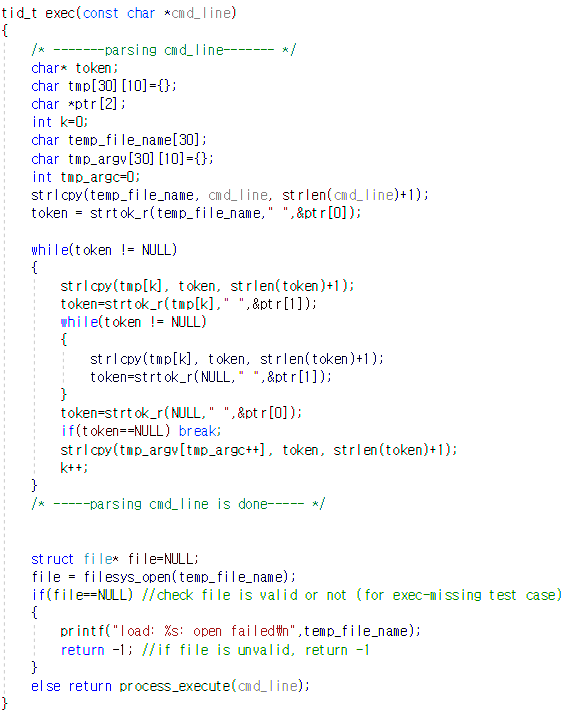 tid_t exec(const char *cmd_line)
{
/* -------parsing cmd_line------- */
char* token;
char tmp[30][10]={};
char *ptr[2];
int k=0;
char temp_file_name[30];
char tmp_argv[30][10]={};
int tmp_argc=0;
strlcpy(temp_file_name, cmd_line, strlen(cmd_line)+1);
token = strtok_r(temp_file_name," ",&ptr[0]);
while(token != NULL)
{
strlcpy(tmp[k], token, strlen(token)+1);
token=strtok_r(tmp[k]," ",&ptr[1]);
while(token != NULL)
{
strlcpy(tmp[k], token, strlen(token)+1);
token=strtok_r(NULL," ",&ptr[1]);
}
token=strtok_r(NULL," ",&ptr[0]);
if(token==NULL) break;
strlcpy(tmp_argv[tmp_argc++], token, strlen(token)+1);
k++;
}
/* -----parsing cmd_line is done----- */
struct file* file=NULL;
file = filesys_open(temp_file_name);
if(file==NULL) //check file is valid or not (for exec-missing test case)
{
printf("load: %s: open failed₩n",temp_file_name);
return -1; //if file is unvalid, return -1
}
else return process_execute(cmd_line);
}